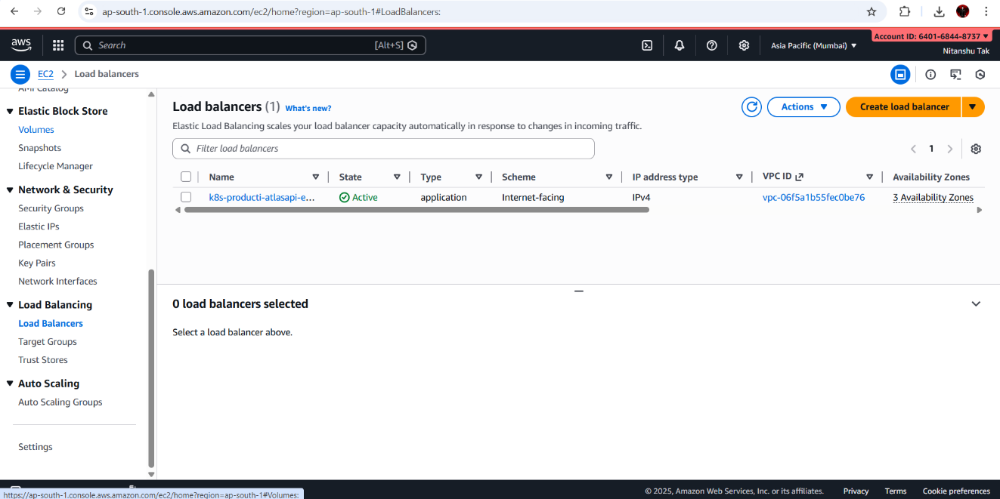 ap-south-1.console.aws.amazon.com/ec2/home?region=ap-south-1#LoadBalancers:
aws
Search
[Alt+S]
Asia Pacific (Mumbai)
Account ID: 6401-6844-8737
Nitanshu Tak
EC2
Load balancers
AMI Catalog
Elastic Block Store
Volumes
Snapshots
Lifecycle Manager
Network & Security
Security Groups
Elastic IPs
Placement Groups
Key Pairs
Network Interfaces
Load Balancing
Load Balancers
Target Groups
Trust Stores
Auto Scaling
Auto Scaling Groups
Settings
Load balancers (1) What's new?
Actions
Create load balancer
Elastic Load Balancing scales your load balancer capacity automatically in response to changes in incoming traffic.
Filter load balancers
1
Name State Type Scheme IP address type VPC ID Availability Zones
k8s-producti-atlasapi-e... Active application Internet-facing IPv4 vpc-06f5a1b55fec0be76 3 Availability Zones
0 load balancers selected
Select a load balancer above.
https://ap-south-1.console.aws.amazon.com/ec2/home?region=ap-south-1#Volumes:
© 2025, Amazon Web Services, Inc. or its affiliates. Privacy Terms Cookie preferences